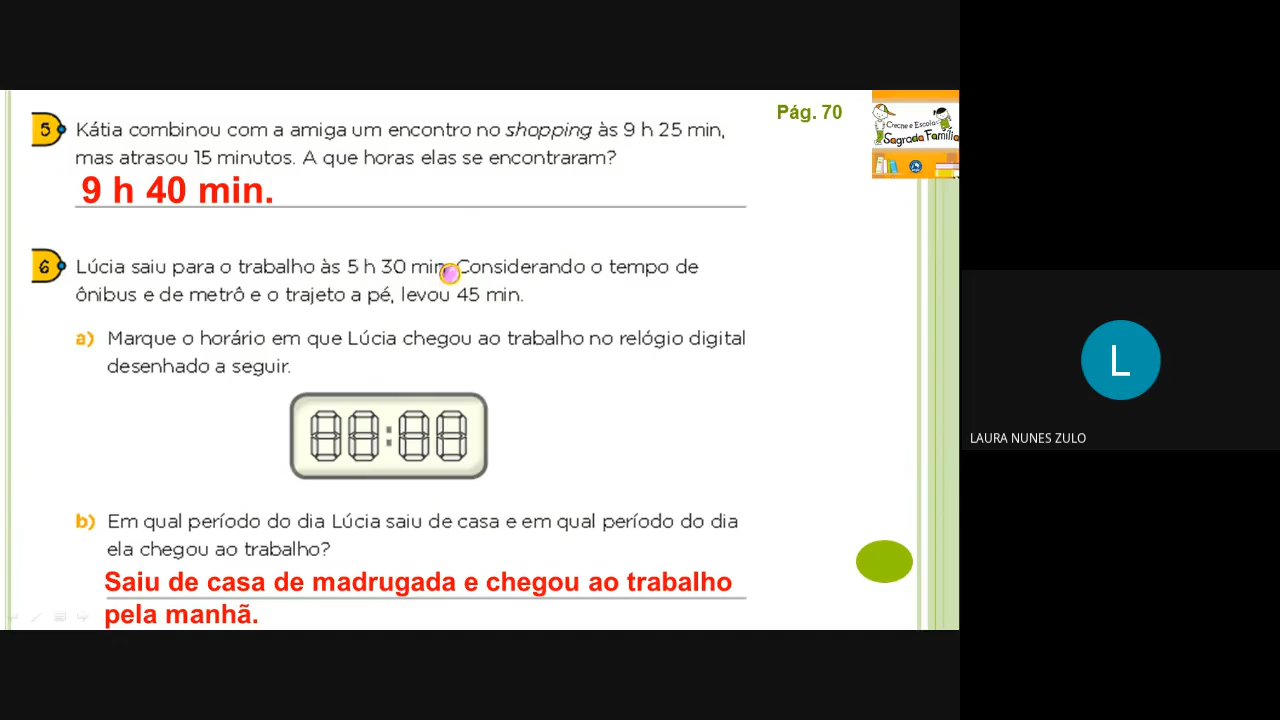 Pág. 70
Creche e Escola
Sagrada Família
5 Kátia combinou com a amiga um encontro no shopping às 9 h 25 min,
mas atrasou 15 minutos. A que horas elas se encontraram?
9 h 40 min.
6 Lúcia saiu para o trabalho às 5 h 30 min. Considerando o tempo de
ônibus e de metrô e o trajeto a pé, levou 45 min.
a) Marque o horário em que Lúcia chegou ao trabalho no relógio digital
desenhado a seguir.
88:88
b) Em qual período do dia Lúcia saiu de casa e em qual período do dia
ela chegou ao trabalho?
Saiu de casa de madrugada e chegou ao trabalho
pela manhã.
L
LAURA NUNES ZULO